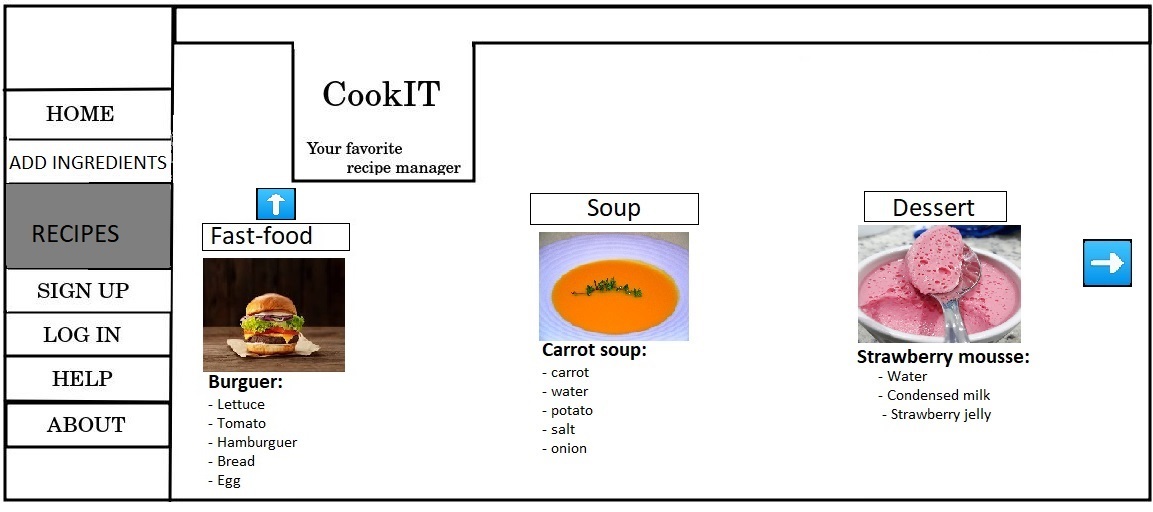 CookIT
Your favorite
recipe manager
HOME
ADD INGREDIENTS
RECIPES
SIGN UP
LOG IN
HELP
ABOUT
Fast-food
Burguer:
- Lettuce
- Tomato
- Hamburguer
- Bread
- Egg
Soup
Carrot soup:
- carrot
- water
- potato
- salt
- onion
Dessert
Strawberry mousse:
- Water
- Condensed milk
- Strawberry jelly